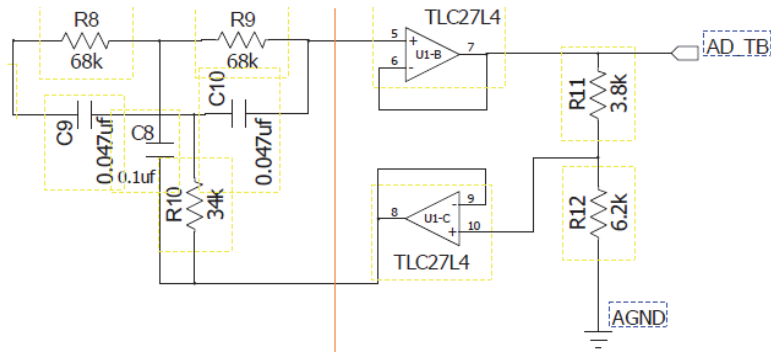 R8
68k
R9
68k
TLC27L4
5
6
7
+
-
U1-B
AD_TB
R11
3.8k
C9
0.047uf
C8
0.1uf
C10
0.047uf
R10
34k
8
9
10
-
+
U1-C
TLC27L4
R12
6.2k
AGND